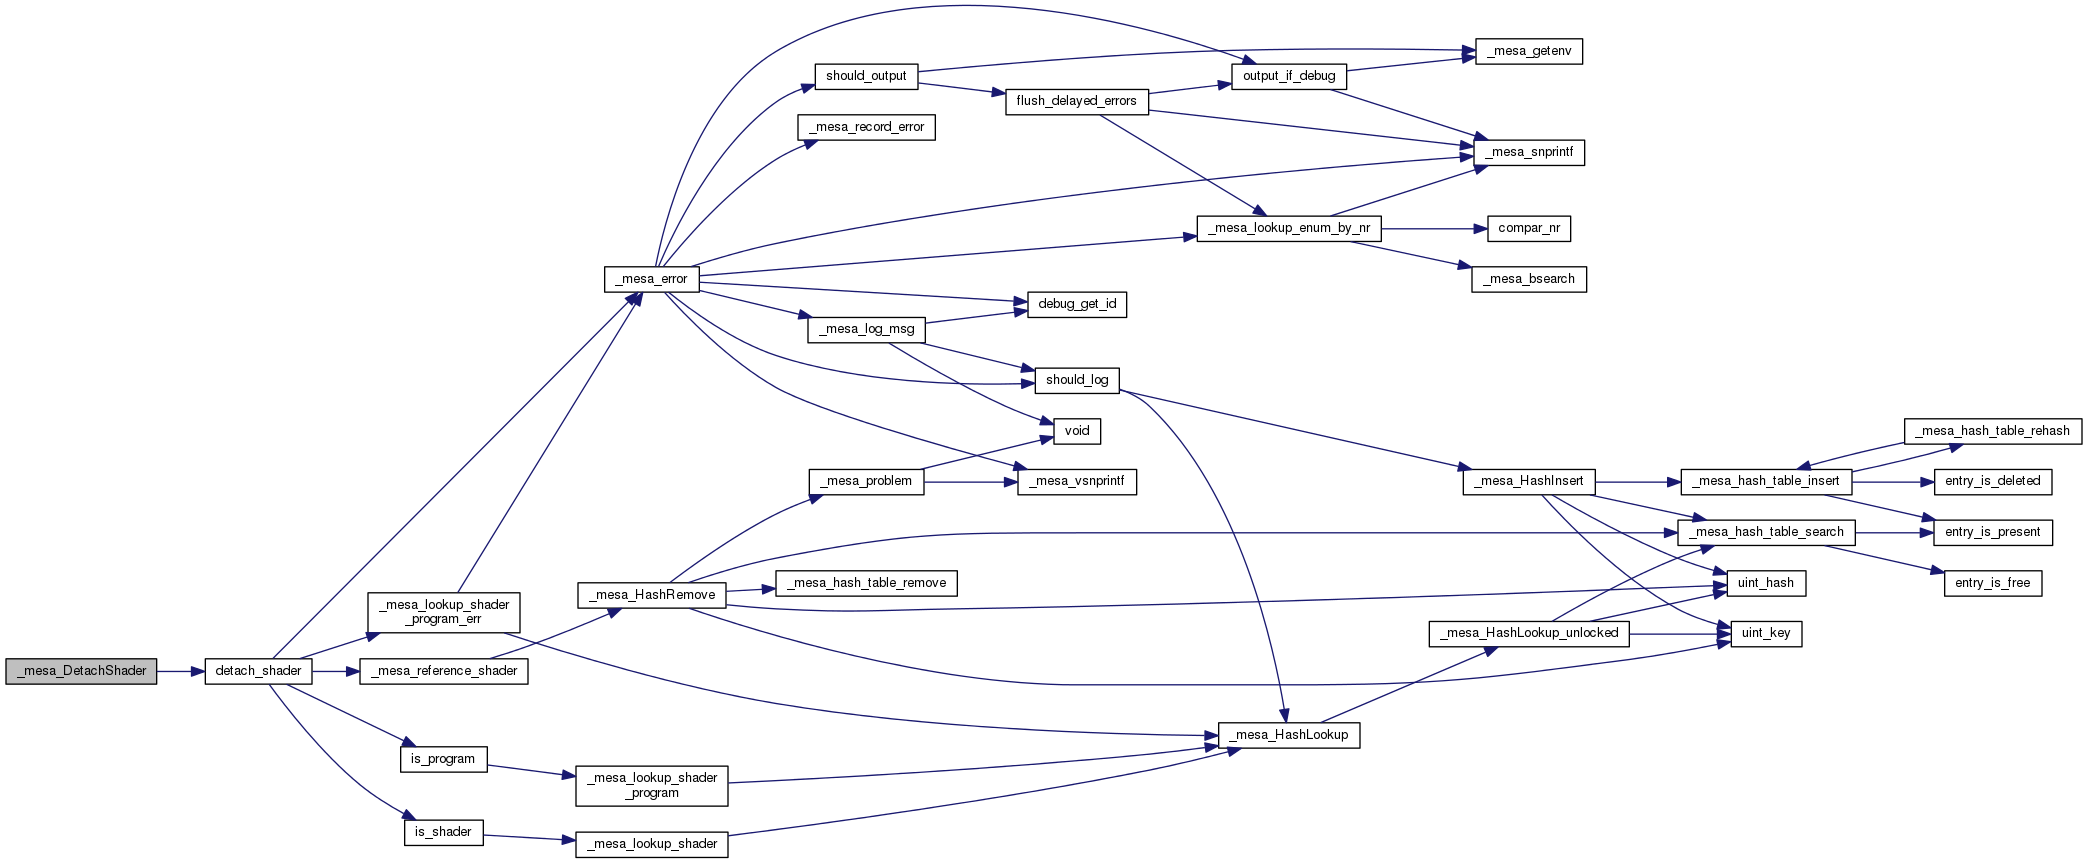 _mesa_DetachShader
detach_shader
_mesa_lookup_shader
_program_err
_mesa_reference_shader
is_program
is_shader
_mesa_error
_mesa_HashRemove
_mesa_lookup_shader
_program
_mesa_lookup_shader
should_output
_mesa_record_error
_mesa_log_msg
_mesa_problem
_mesa_hash_table_remove
flush_delayed_errors
debug_get_id
should_log
void
_mesa_vsnprintf
output_if_debug
_mesa_lookup_enum_by_nr
_mesa_HashLookup
_mesa_getenv
_mesa_snprintf
compar_nr
_mesa_bsearch
_mesa_HashInsert
_mesa_HashLookup_unlocked
_mesa_hash_table_insert
_mesa_hash_table_search
uint_hash
uint_key
_mesa_hash_table_rehash
entry_is_deleted
entry_is_present
entry_is_free